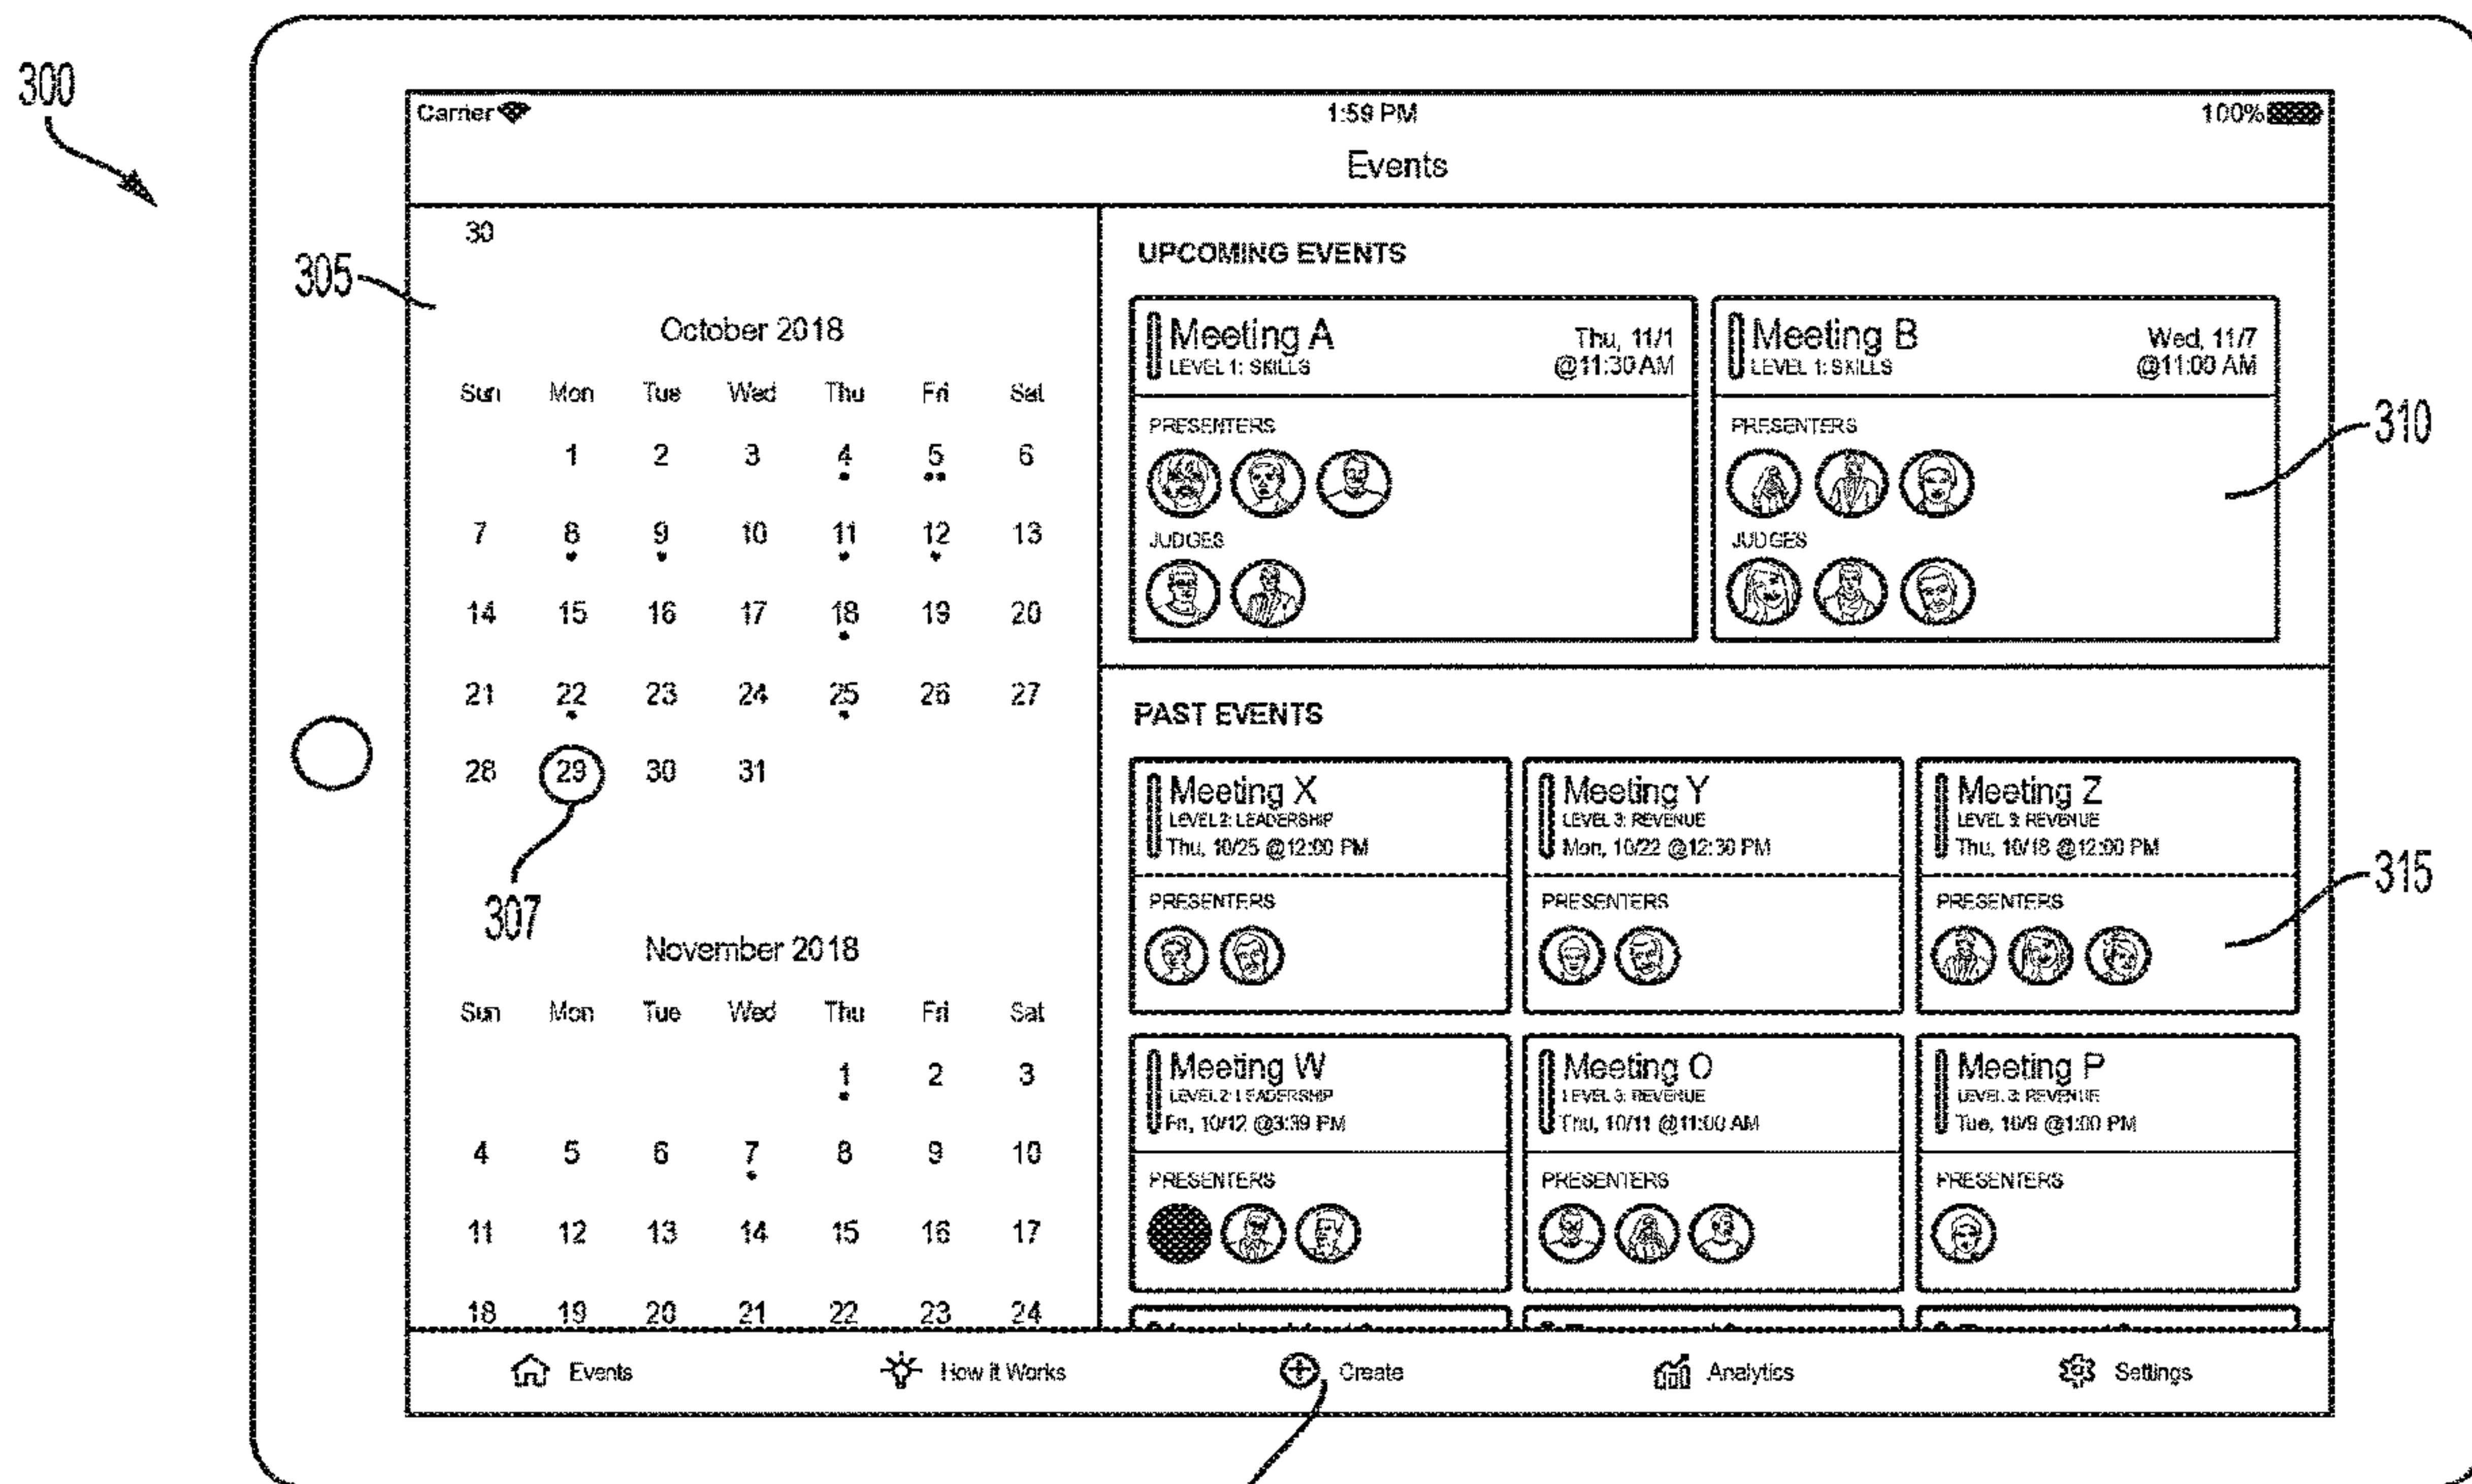 300
Carrier 1:59 PM 100%
Events
30
305
October 2018
Sun Mon Tue Wed Thu Fri Sat
1 2 3 4 5 6
7 8 9 10 11 12 13
14 15 16 17 18 19 20
21 22 23 24 25 26 27
28 29 30 31
307
November 2018
Sun Mon Tue Wed Thu Fri Sat
1 2 3
4 5 6 7 8 9 10
11 12 13 14 15 16 17
18 19 20 21 22 23 24
UPCOMING EVENTS
Meeting A
LEVEL 1: SKILLS
Thu, 11/1
@11:30 AM
PRESENTERS
JUDGES
Meeting B
LEVEL 1: SKILLS
Wed, 11/7
@11:00 AM
PRESENTERS
JUDGES
310
PAST EVENTS
Meeting X
LEVEL 2: LEADERSHIP
Thu, 10/25 @12:00 PM
PRESENTERS
Meeting Y
LEVEL 3: REVENUE
Mon, 10/22 @12:30 PM
PRESENTERS
Meeting Z
LEVEL 3: REVENUE
Thu, 10/18 @12:00 PM
PRESENTERS
315
Meeting W
LEVEL 2: LEADERSHIP
Fri, 10/12 @3:39 PM
PRESENTERS
Meeting O
LEVEL 3: REVENUE
Thu, 10/11 @11:00 AM
PRESENTERS
Meeting P
LEVEL 3: REVENUE
Tue, 10/9 @1:00 PM
PRESENTERS
Events How it Works Create Analytics Settings